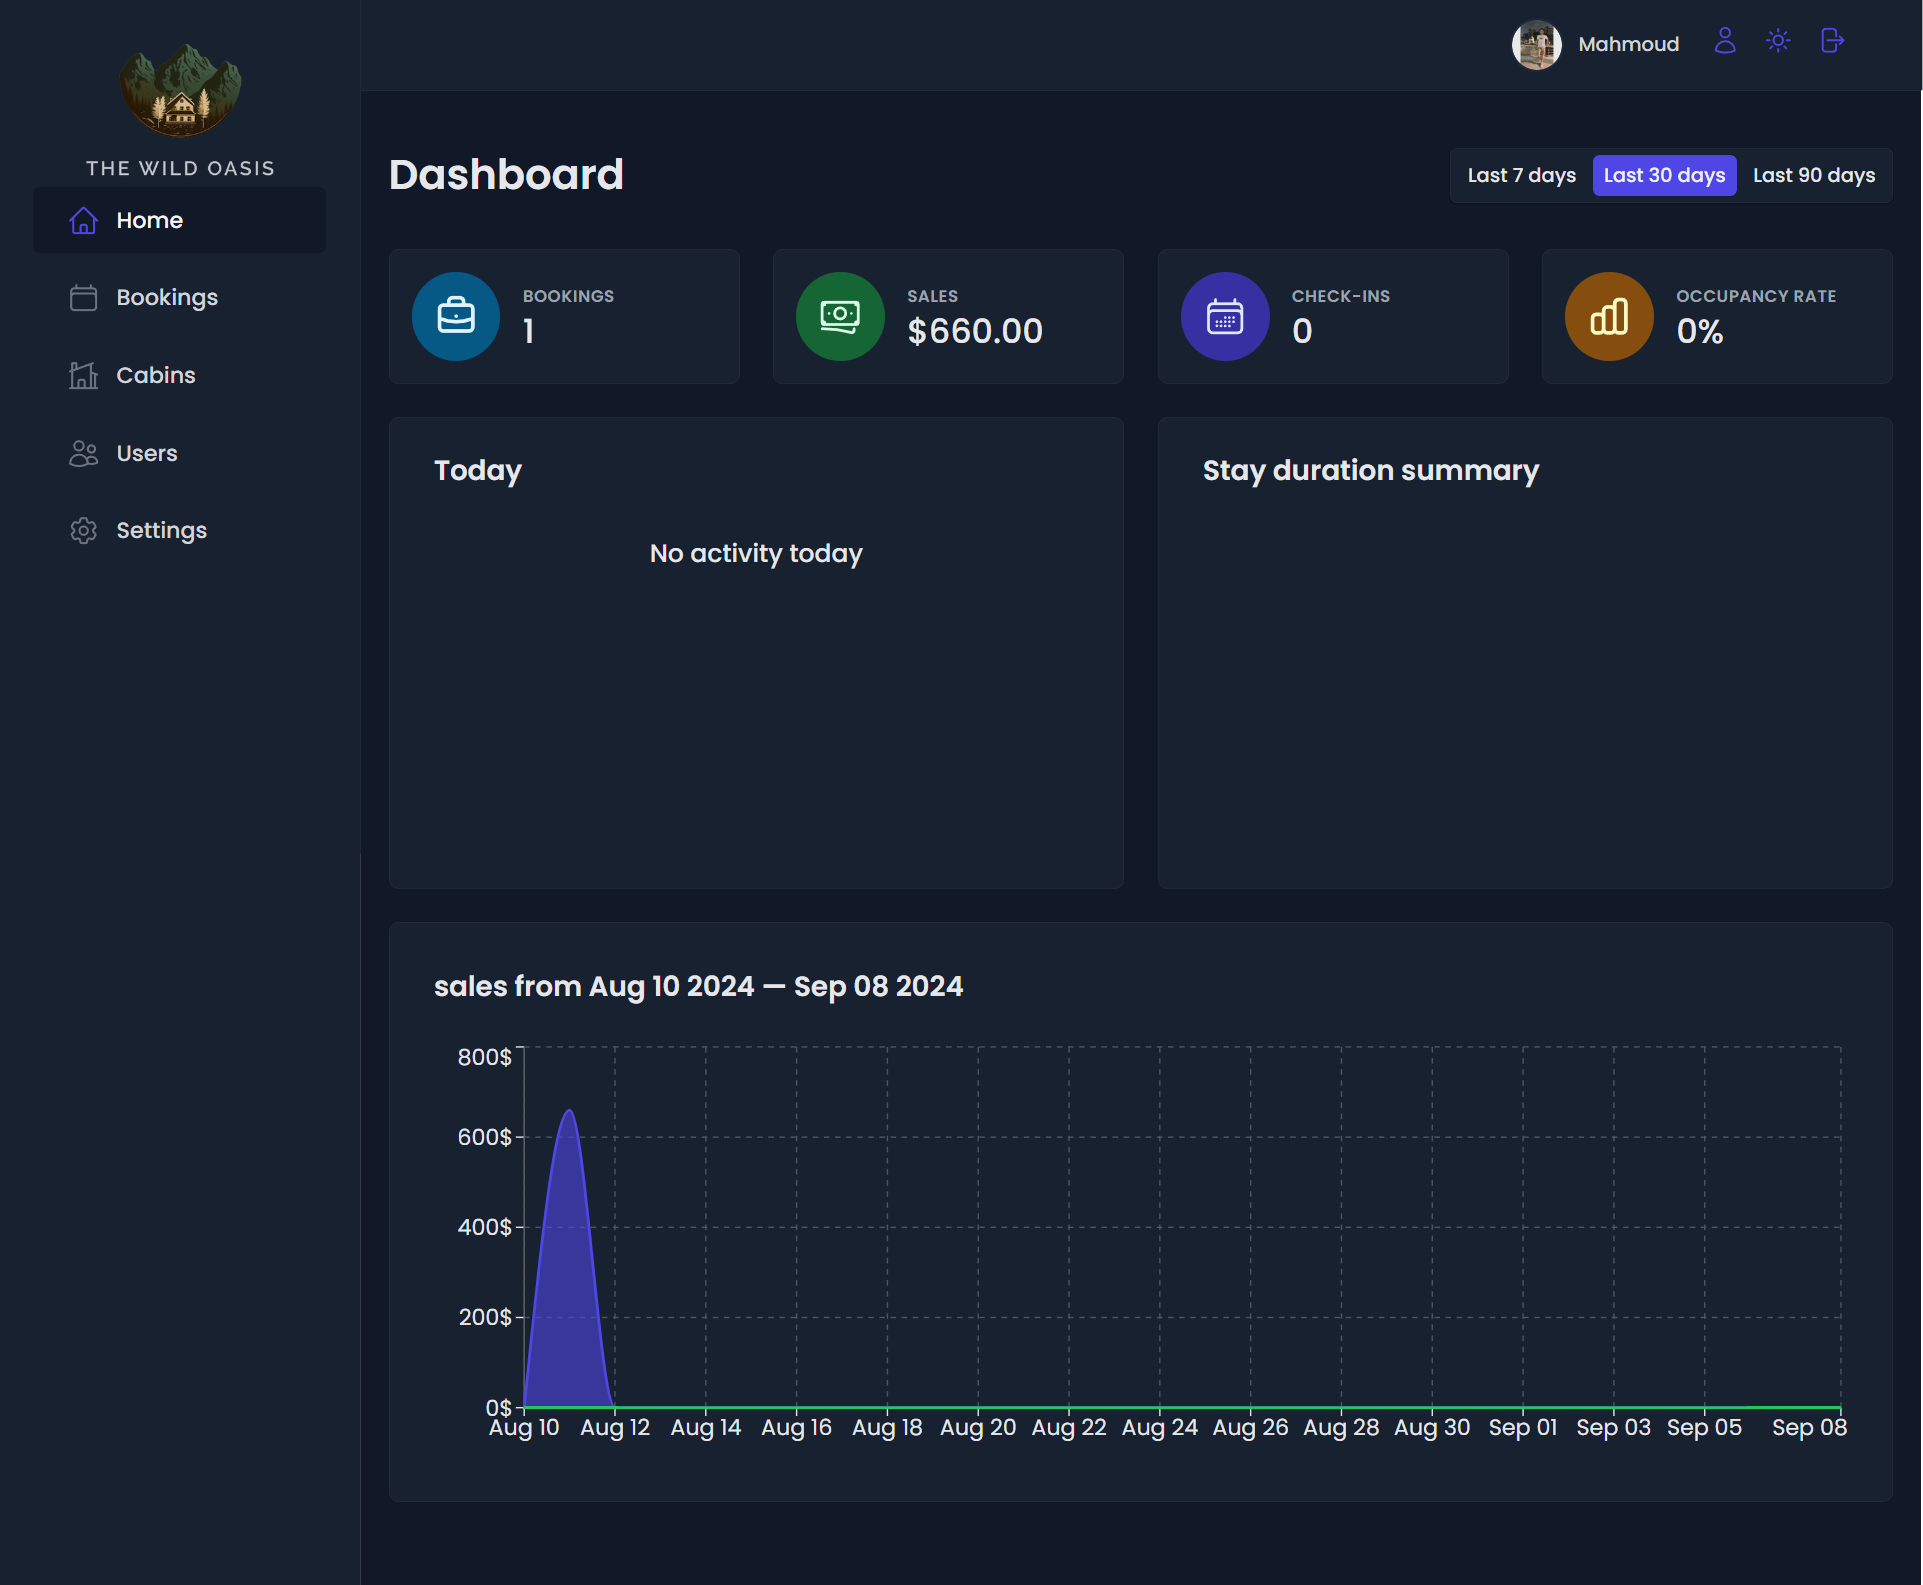 THE WILD OASIS
Home
Bookings
Cabins
Users
Settings
Mahmoud
Dashboard
Last 7 days Last 30 days Last 90 days
BOOKINGS
1
SALES
$660.00
CHECK-INS
0
OCCUPANCY RATE
0%
Today
No activity today
Stay duration summary
sales from Aug 10 2024 — Sep 08 2024
800$
600$
400$
200$
0$
Aug 10 Aug 12 Aug 14 Aug 16 Aug 18 Aug 20 Aug 22 Aug 24 Aug 26 Aug 28 Aug 30 Sep 01 Sep 03 Sep 05 Sep 08